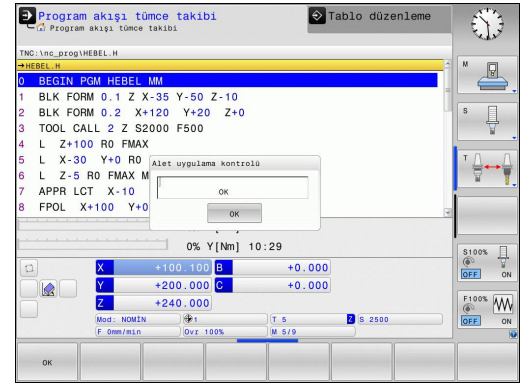 Program akışı tümce takibi
Program akışı tümce takibi
Tablo düzenleme
TNC:\nc_prog\HEBEL.H
→HEBEL.H
0 BEGIN PGM HEBEL MM
1 BLK FORM 0.1 Z X-35 Y-50 Z-10
2 BLK FORM 0.2 X+120 Y+20 Z+0
3 TOOL CALL 2 Z S2000 F500
4 L Z+100 R0 FMAX
5 L X-30 Y+0 R0
6 L Z-5 R0 FMAX M
7 APPR LCT X-10
8 FPOL X+100 Y+0
Alet uygulama kontrolü
OK
OK
0% Y[Nm] 10:29
X +100.100 B +0.000
Y +200.000 C +0.000
Z +240.000
Mod: NOMİN 1 T 5 Z S 2500
F 0mm/min Ovr 100% M 5/9
M
S
T
S100%
OFF ON
F100%
OFF ON
OK